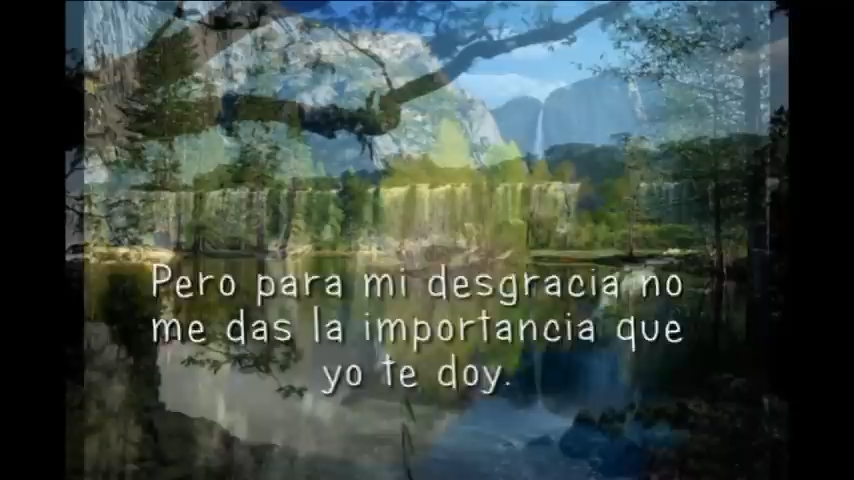 Pero para mi desgracia no
me das la importancia que
yo te doy.